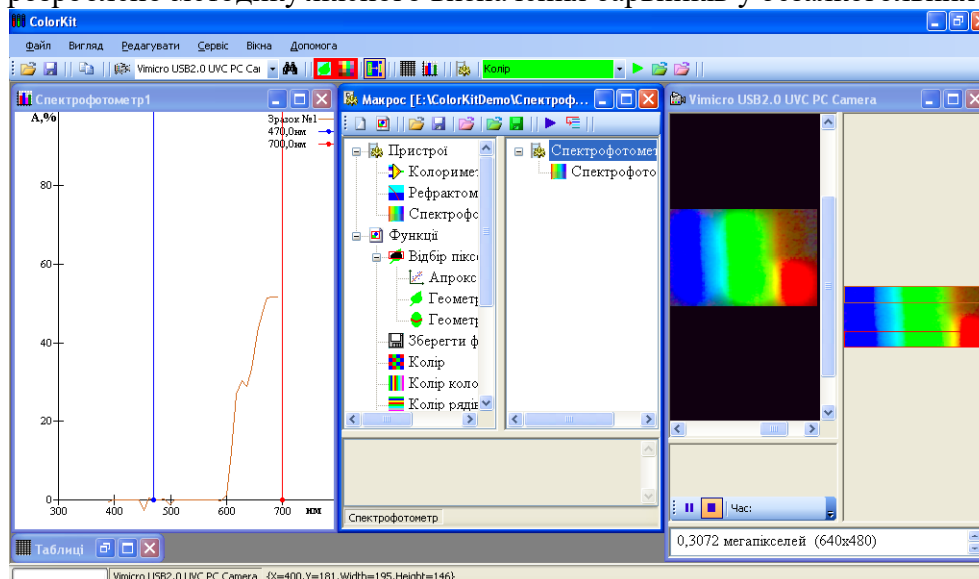 ColorKit
Файл Вигляд Редагувати Сервіс Вікна Допомога
Vimicro USB2.0 UVC PC Cai
Колір
Спектрофотометр1
A,%
Зразок №1
470,0нм
700,0нм
80
60
40
20
0
300 400 500 600 700 нм
Макрос [E:\ColorKitDemo\Спектроф...
Пристрої
Колориме
Рефрактом
Спектрофо
Функції
Відбір піксе
Апрокс
Геометр
Геометр
Зберегти ф
Колір
Колір коло
Колір рядк
Спектрофотомет
Спектрофото
Спектрофотометр
Vimicro USB2.0 UVC PC Camera
Час:
0,3072 мегапікселей (640x480)
Таблиці
Vimicro USB2.0 UVC PC Camera {X=400,Y=181,Width=195,Height=146}